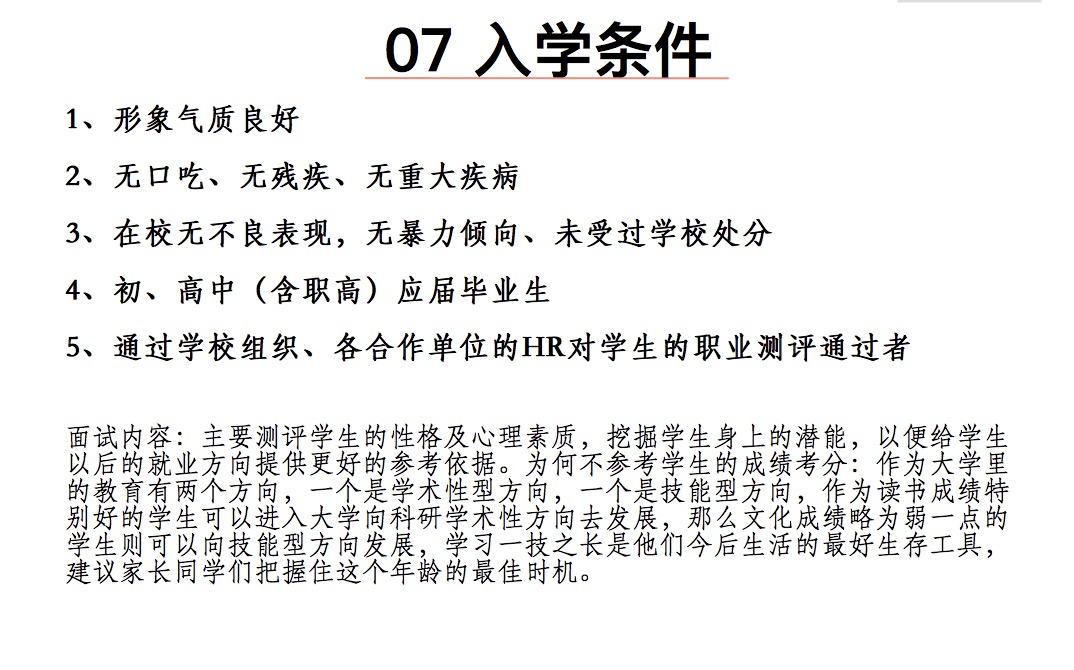 07 入学条件
1、形象气质良好
2、无口吃、无残疾、无重大疾病
3、在校无不良表现，无暴力倾向、未受过学校处分
4、初、高中（含职高）应届毕业生
5、通过学校组织、各合作单位的HR对学生的职业测评通过者
面试内容：主要测评学生的性格及心理素质，挖掘学生身上的潜能，以便给学生
以后的就业方向提供更好的参考依据。为何不参考学生的成绩考分：作为大学里
的教育有两个方向，一个是学术性型方向，一个是技能型方向，作为读书成绩特
别好的学生可以进入大学向科研学术性方向去发展，那么文化成绩略为弱一点的
学生则可以向技能型方向发展，学习一技之长是他们今后生活的最好生存工具，
建议家长同学们把握住这个年龄的最佳时机。